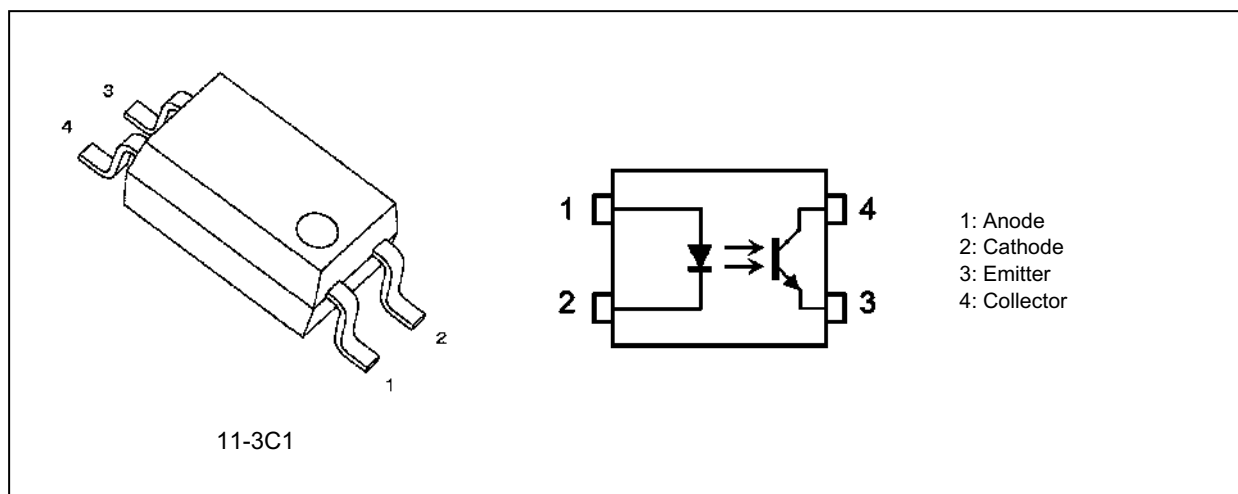 3
4
2
1
11-3C1
1
4
2
3
1: Anode
2: Cathode
3: Emitter
4: Collector